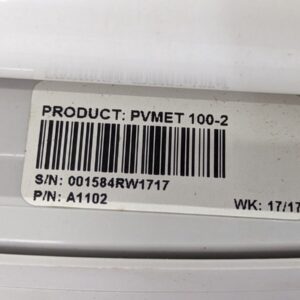 PRODUCT: PVMET 100-2
S/N: 001584RW1717
P/N: A1102
WK: 17/17